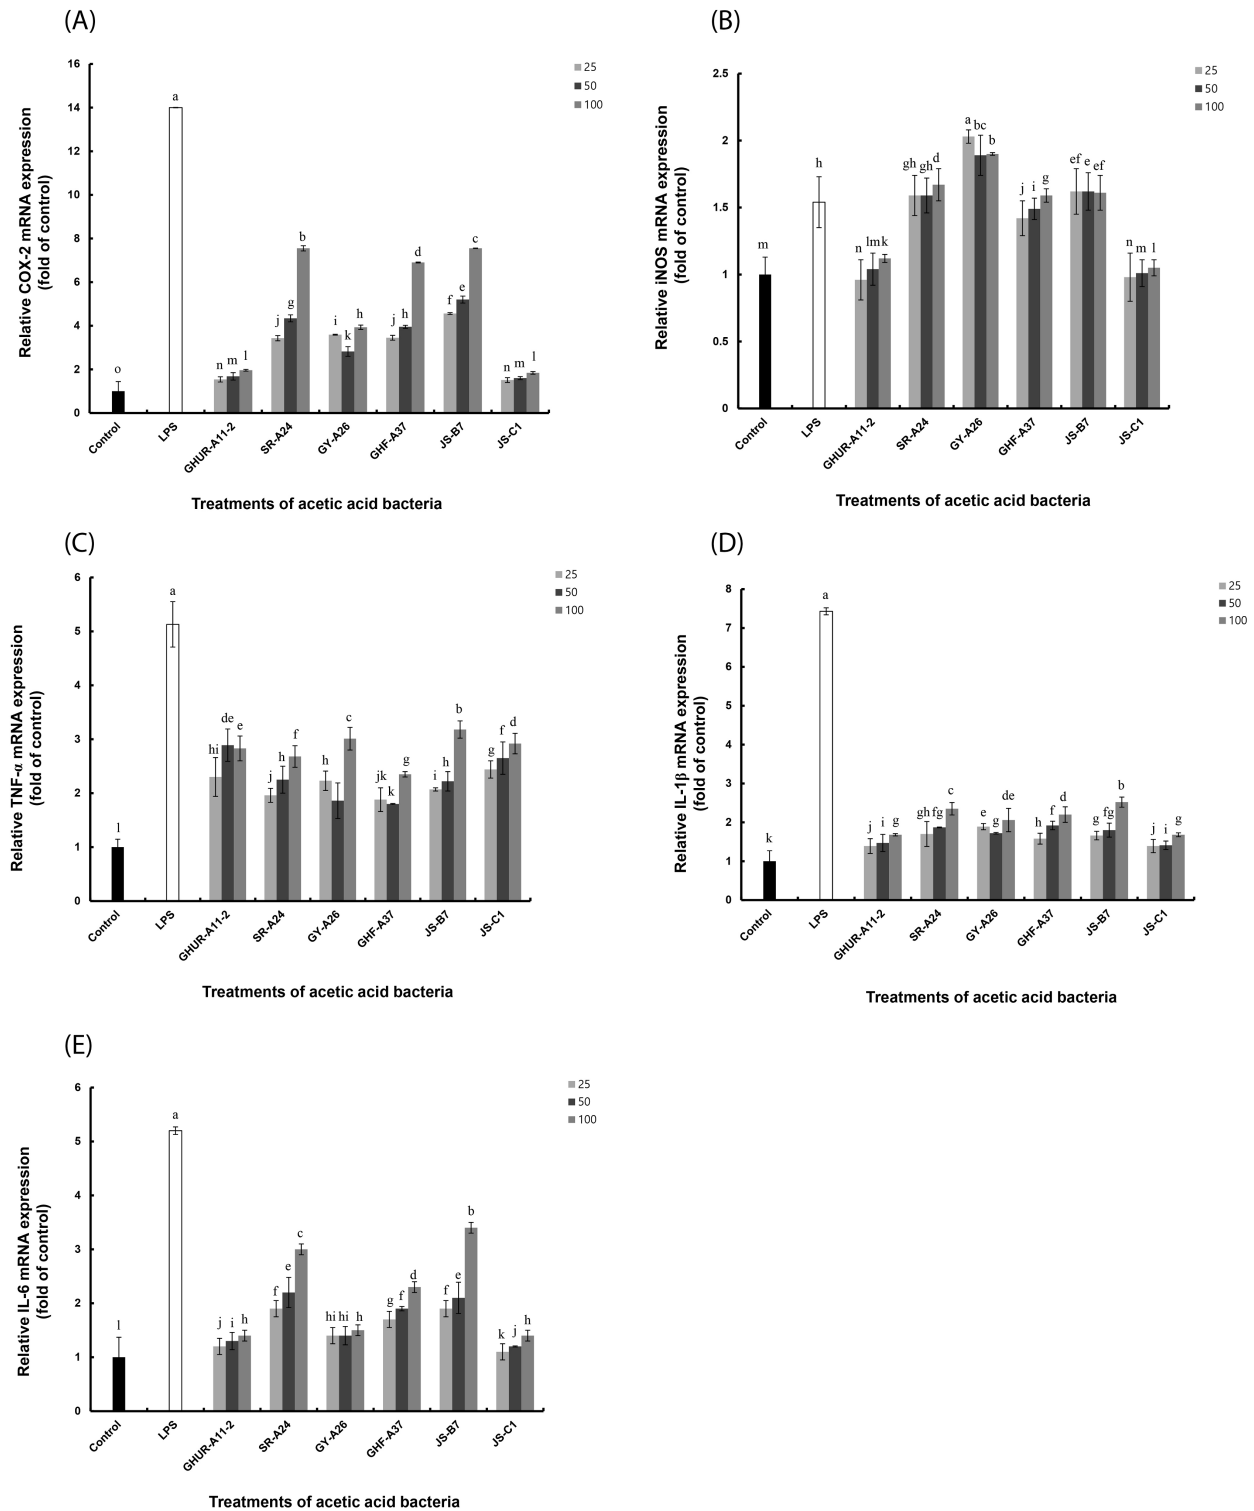 (A)
Relative COX-2 mRNA expression
(fold of control)
16
14
12
10
8
6
4
2
0
25
50
100
o
a
n m l
j g b
i k h
j h d
f e c
n m l
Control
LPS
GHUR-A11-2
SR-A24
GY-A26
GHF-A37
JS-B7
JS-C1
Treatments of acetic acid bacteria
(B)
Relative iNOS mRNA expression
(fold of control)
2.5
2
1.5
1
0.5
0
25
50
100
m
h
n lm k
gh gh d
a bc b
j i g
ef e ef
n m l
Control
LPS
GHUR-A11-2
SR-A24
GY-A26
GHF-A37
JS-B7
JS-C1
Treatments of acetic acid bacteria
(C)
Relative TNF-α mRNA expression
(fold of control)
6
5
4
3
2
1
0
25
50
100
l
a
hi de e
j h f
h c
jk k g
i h b
g f d
Control
LPS
GHUR-A11-2
SR-A24
GY-A26
GHF-A37
JS-B7
JS-C1
Treatments of acetic acid bacteria
(D)
Relative IL-1β mRNA expression
(fold of control)
8
7
6
5
4
3
2
1
0
25
50
100
k
a
j i g
gh fg c
e g de
h f d
g fg b
j i g
Control
LPS
GHUR-A11-2
SR-A24
GY-A26
GHF-A37
JS-B7
JS-C1
Treatments of acetic acid bacteria
(E)
Relative IL-6 mRNA expression
(fold of control)
6
5
4
3
2
1
0
25
50
100
l
a
j i h
f e c
hi hi h
g f d
f e b
k j h
Control
LPS
GHUR-A11-2
SR-A24
GY-A26
GHF-A37
JS-B7
JS-C1
Treatments of acetic acid bacteria